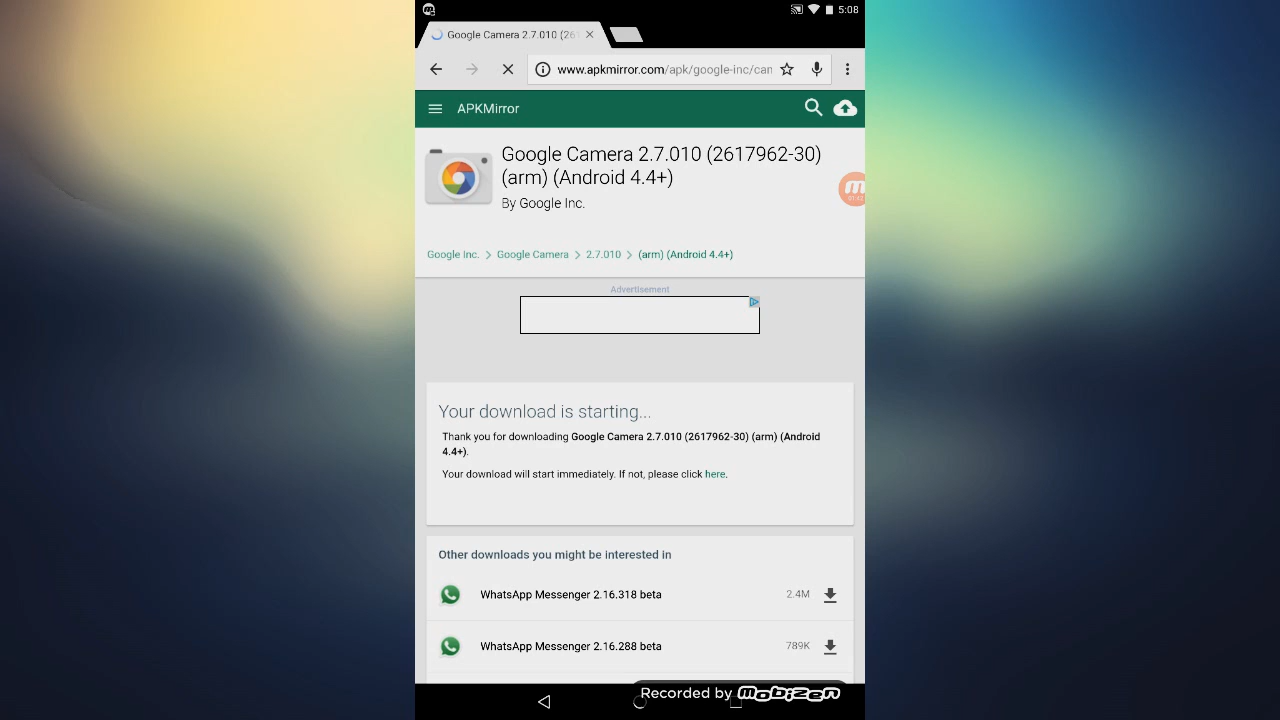 5:08
Google Camera 2.7.010 (261
www.apkmirror.com/apk/google-inc/can
APKMirror
Google Camera 2.7.010 (2617962-30)
(arm) (Android 4.4+)
By Google Inc.
Google Inc. > Google Camera > 2.7.010 > (arm) (Android 4.4+)
Advertisement
Your download is starting...
Thank you for downloading Google Camera 2.7.010 (2617962-30) (arm) (Android
4.4+).
Your download will start immediately. If not, please click here.
Other downloads you might be interested in
WhatsApp Messenger 2.16.318 beta 2.4M
WhatsApp Messenger 2.16.288 beta 789K
Recorded by mobizen